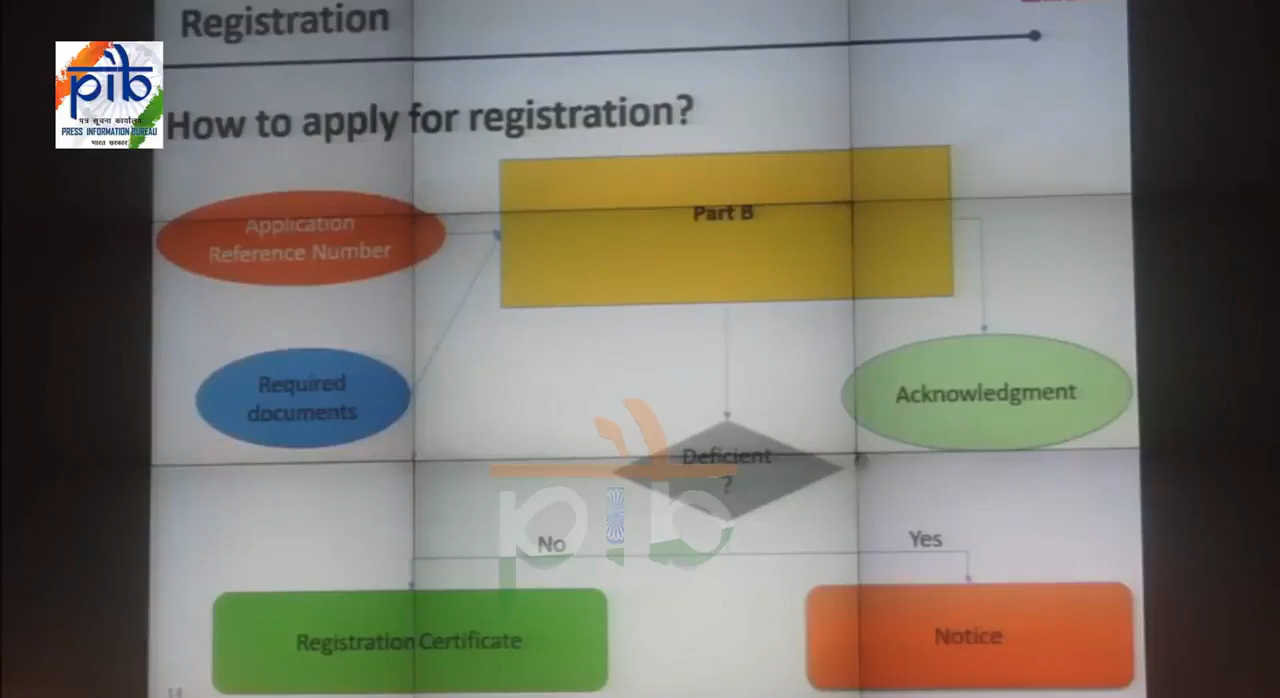 Registration
पत्र सूचना कार्यालय
PRESS INFORMATION BUREAU
भारत सरकार
How to apply for registration?
Application
Reference Number
Part B
Required
documents
Acknowledgment
Deficient
?
pib
No
Yes
Registration Certificate
Notice